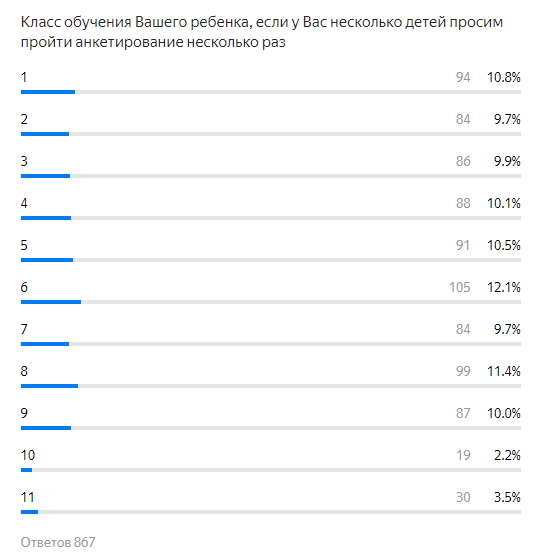 Класс обучения Вашего ребенка, если у Вас несколько детей просим
пройти анкетирование несколько раз
1 94 10.8%
2 84 9.7%
3 86 9.9%
4 88 10.1%
5 91 10.5%
6 105 12.1%
7 84 9.7%
8 99 11.4%
9 87 10.0%
10 19 2.2%
11 30 3.5%
Ответов 867